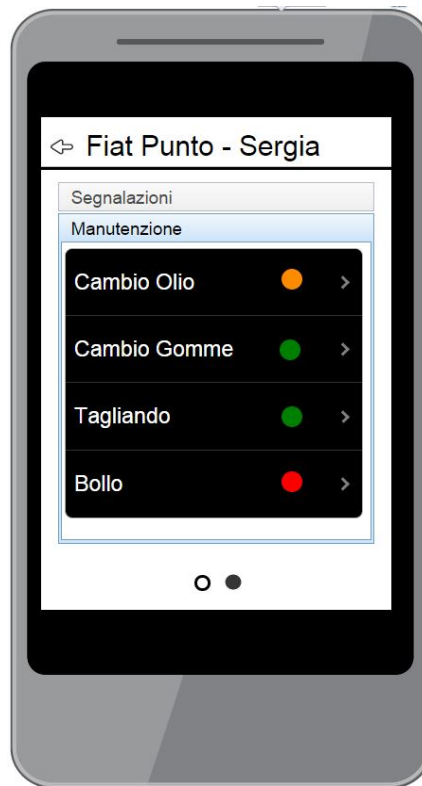 Fiat Punto - Sergia
Segnalazioni
Manutenzione
Cambio Olio
Cambio Gomme
Tagliando
Bollo